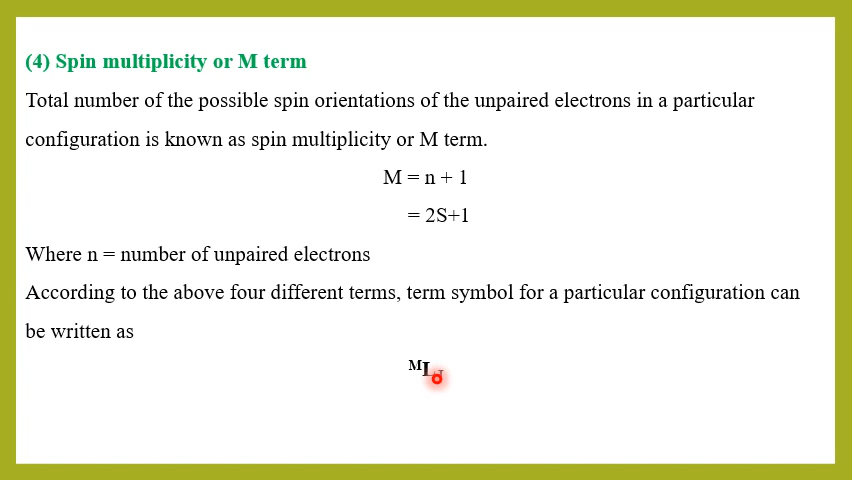 (4) Spin multiplicity or M term
Total number of the possible spin orientations of the unpaired electrons in a particular
configuration is known as spin multiplicity or M term.
M = n + 1
= 2S+1
Where n = number of unpaired electrons
According to the above four different terms, term symbol for a particular configuration can
be written as
ᴹL